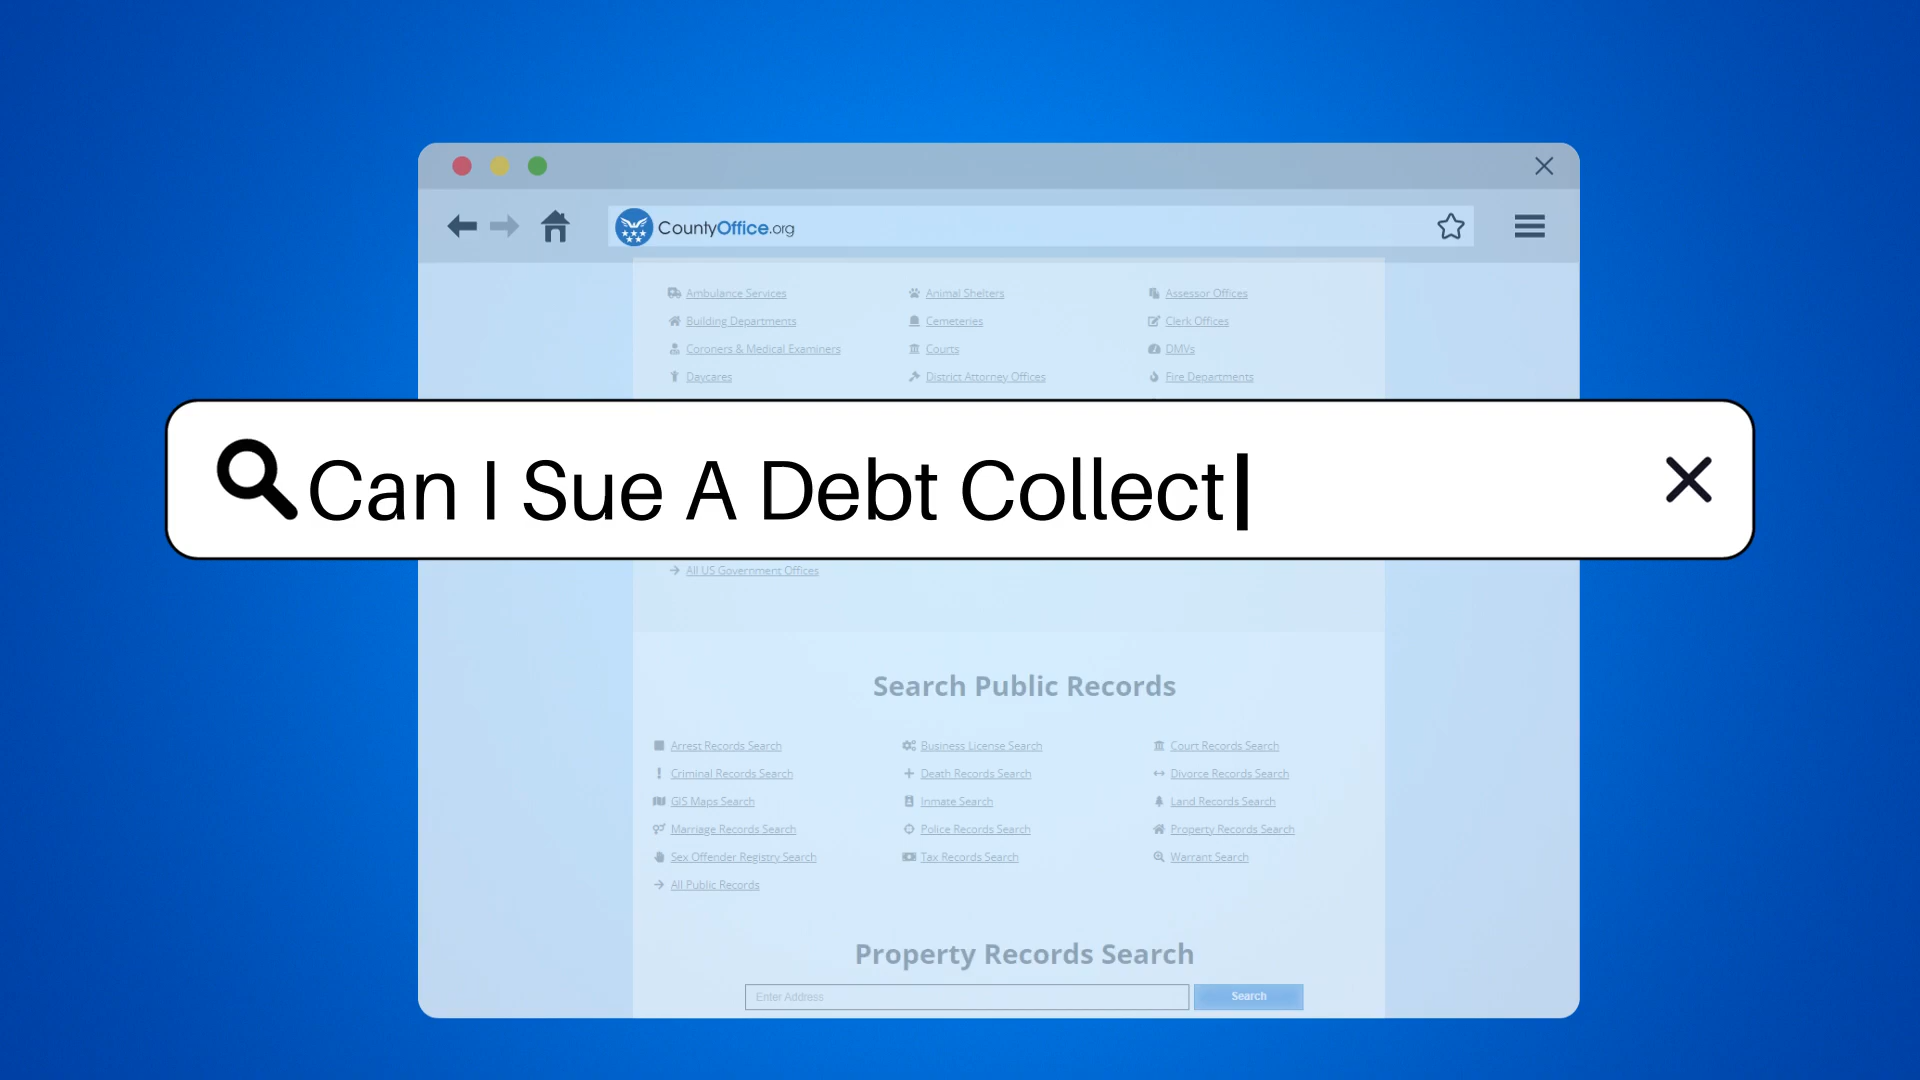 CountyOffice.org
Ambulance Services Animal Shelters Assessor Offices
Building Departments Cemeteries Clerk Offices
Coroners & Medical Examiners Courts DMVs
Daycares District Attorney Offices Fire Departments
Can I Sue A Debt Collect
All US Government Offices
Search Public Records
Arrest Records Search Business License Search Court Records Search
Criminal Records Search Death Records Search Divorce Records Search
GIS Maps Search Inmate Search Land Records Search
Marriage Records Search Police Records Search Property Records Search
Sex Offender Registry Search Tax Records Search Warrant Search
All Public Records
Property Records Search
Enter Address Search